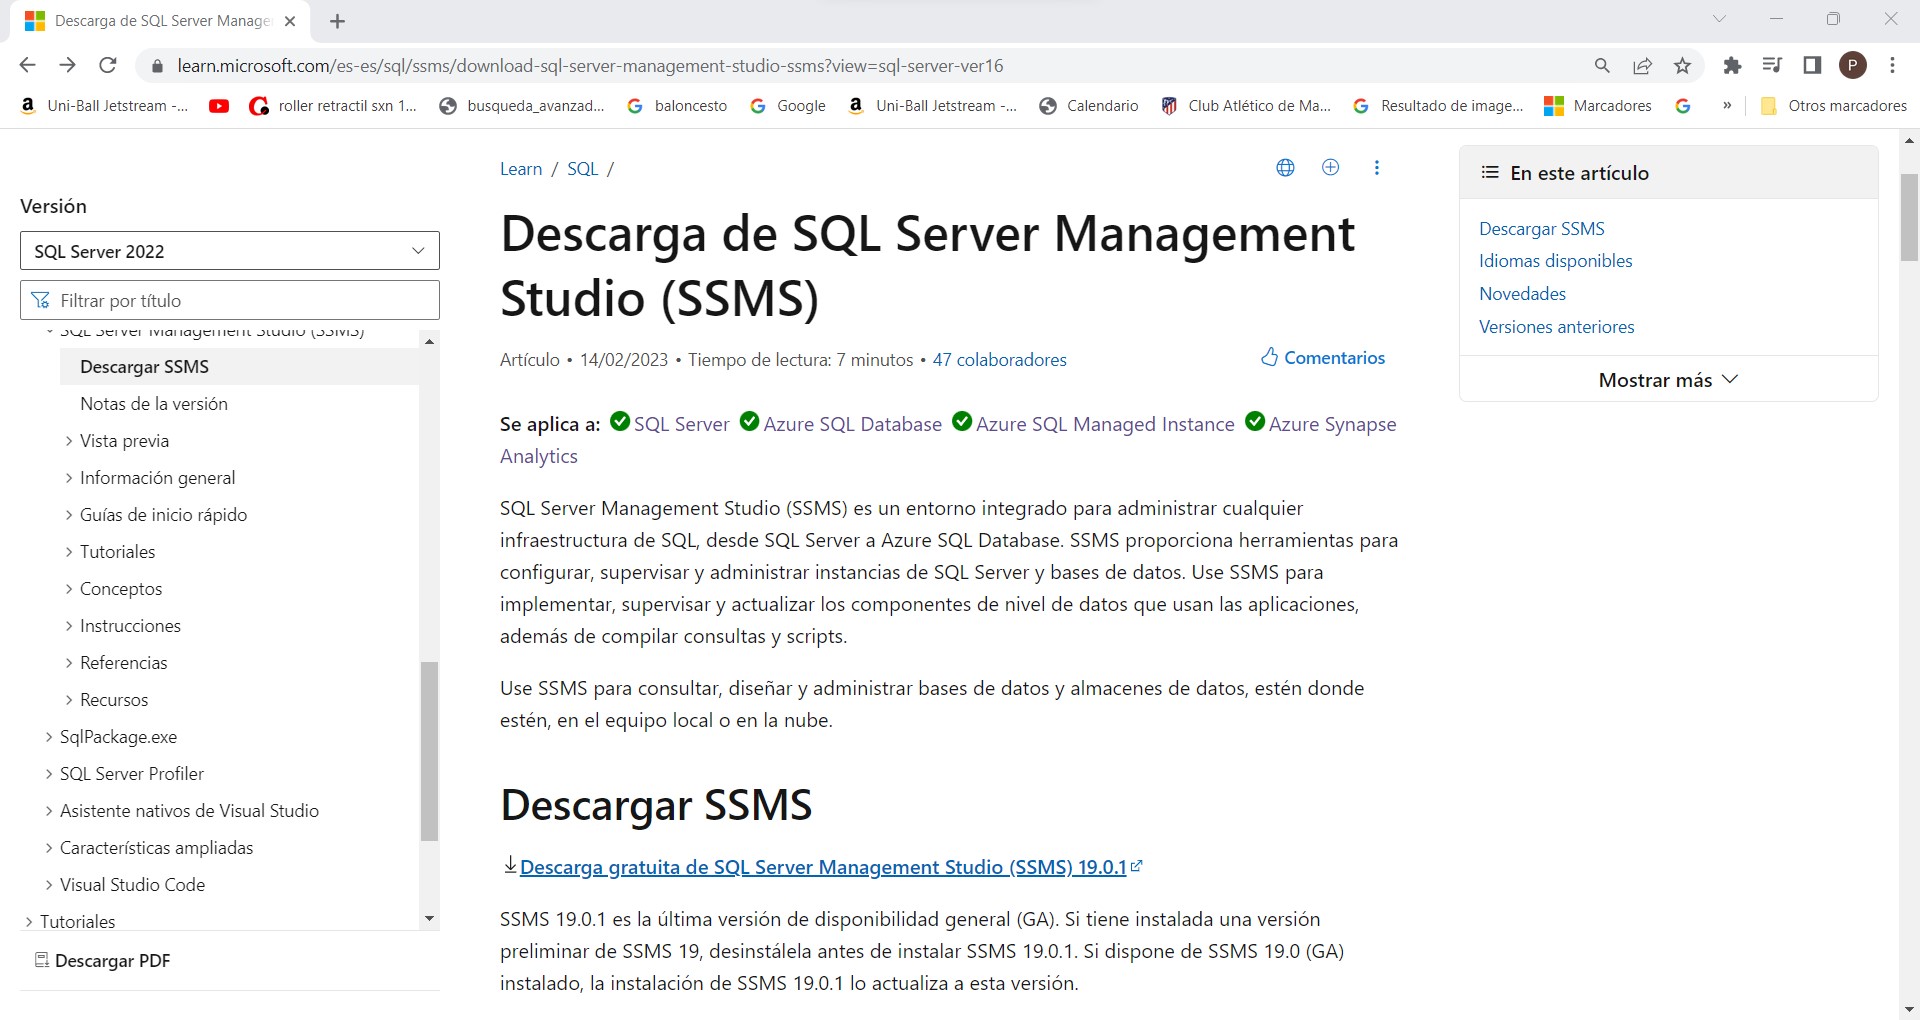 Descarga de SQL Server Manage
learn.microsoft.com/es-es/sql/ssms/download-sql-server-management-studio-ssms?view=sql-server-ver16
P
Uni-Ball Jetstream -...
roller retractil sxn 1...
busqueda_avanzad...
baloncesto
Google
Uni-Ball Jetstream -...
Calendario
Club Atlético de Ma...
Resultado de image...
Marcadores
»
Otros marcadores
Versión
SQL Server 2022
Filtrar por título
SQL Server Management Studio (SSMS)
Descargar SSMS
Notas de la versión
Vista previa
Información general
Guías de inicio rápido
Tutoriales
Conceptos
Instrucciones
Referencias
Recursos
SqlPackage.exe
SQL Server Profiler
Asistente nativos de Visual Studio
Características ampliadas
Visual Studio Code
Tutoriales
Descargar PDF
Learn / SQL /
Descarga de SQL Server Management
Studio (SSMS)
Artículo • 14/02/2023 • Tiempo de lectura: 7 minutos • 47 colaboradores
Comentarios
Se aplica a: SQL Server Azure SQL Database Azure SQL Managed Instance Azure Synapse
Analytics
SQL Server Management Studio (SSMS) es un entorno integrado para administrar cualquier
infraestructura de SQL, desde SQL Server a Azure SQL Database. SSMS proporciona herramientas para
configurar, supervisar y administrar instancias de SQL Server y bases de datos. Use SSMS para
implementar, supervisar y actualizar los componentes de nivel de datos que usan las aplicaciones,
además de compilar consultas y scripts.
Use SSMS para consultar, diseñar y administrar bases de datos y almacenes de datos, estén donde
estén, en el equipo local o en la nube.
Descargar SSMS
Descarga gratuita de SQL Server Management Studio (SSMS) 19.0.1
SSMS 19.0.1 es la última versión de disponibilidad general (GA). Si tiene instalada una versión
preliminar de SSMS 19, desinstálela antes de instalar SSMS 19.0.1. Si dispone de SSMS 19.0 (GA)
instalado, la instalación de SSMS 19.0.1 lo actualiza a esta versión.
En este artículo
Descargar SSMS
Idiomas disponibles
Novedades
Versiones anteriores
Mostrar más